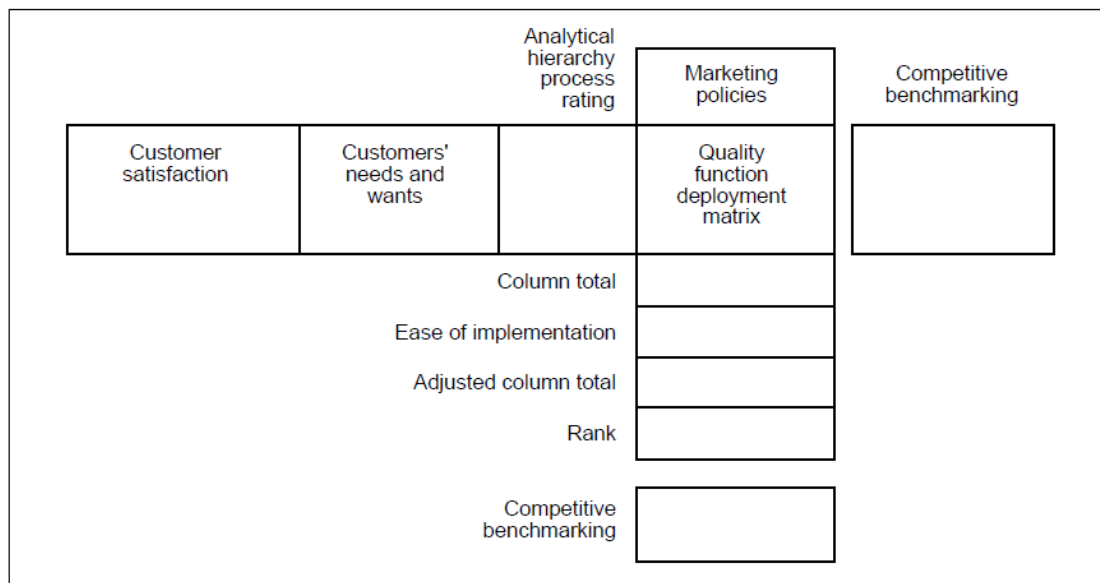 Analytical
hierarchy
process
rating
Marketing
policies
Competitive
benchmarking
Customer
satisfaction
Customers'
needs and
wants
Quality
function
deployment
matrix
Column total
Ease of implementation
Adjusted column total
Rank
Competitive
benchmarking